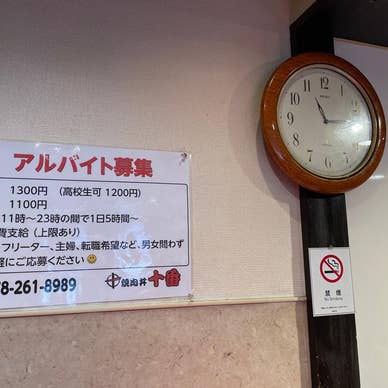 アルバイト募集
1300円 (高校生可 1200円)
1100円
11時～23時の間で1日5時間～
費支給 (上限あり)
フリーター、主婦、転職希望など、男女問わず
軽にご応募ください
8-261-8989
焼肉丼 十番
SEIKO
禁煙
No Smoking